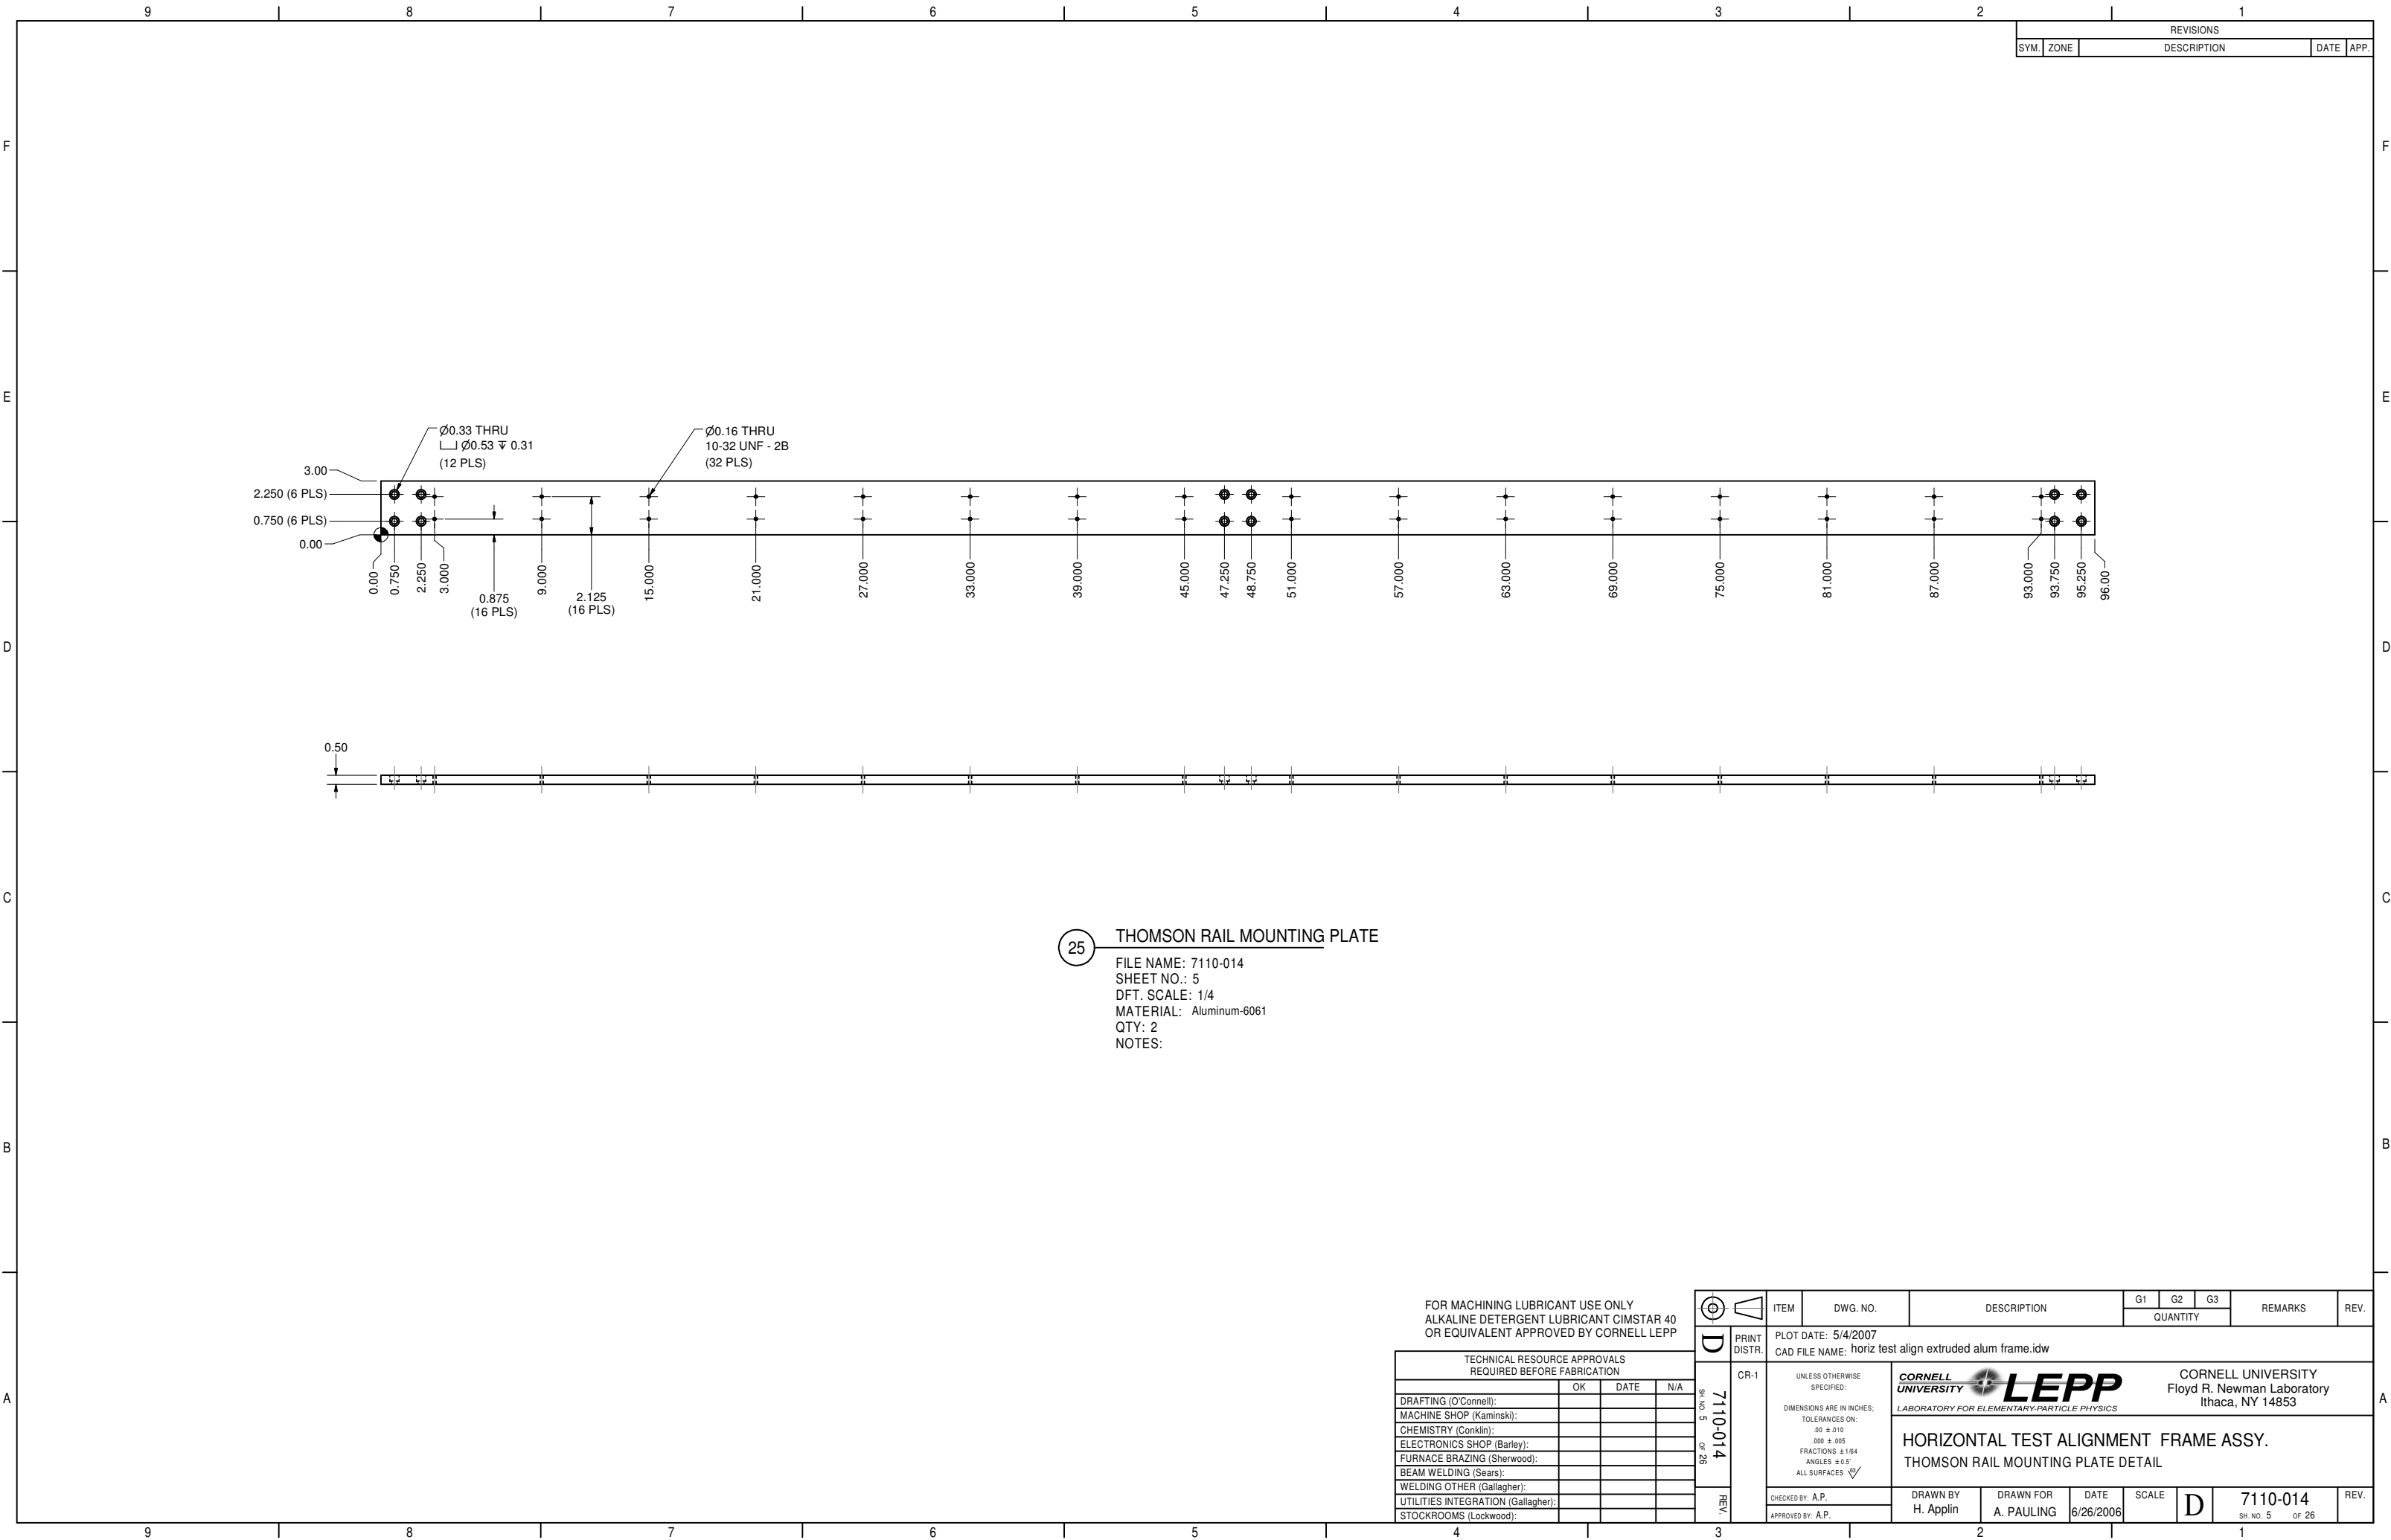 9 8 7 6 5 4 3 2 1
REVISIONS
SYM. ZONE DESCRIPTION DATE APP.
F F
E E
Ø0.33 THRU
⌴ Ø0.53 ↧ 0.31
(12 PLS)
Ø0.16 THRU
10-32 UNF - 2B
(32 PLS)
3.00
2.250 (6 PLS)
0.750 (6 PLS)
0.00
0.00 0.750 2.250 3.000 9.000 15.000 21.000 27.000 33.000 39.000 45.000 47.250 48.750 51.000 57.000 63.000 69.000 75.000 81.000 87.000 93.000 93.750 95.250 96.00
0.875
(16 PLS)
2.125
(16 PLS)
D D
0.50
C C
25 THOMSON RAIL MOUNTING PLATE
FILE NAME: 7110-014
SHEET NO.: 5
DFT. SCALE: 1/4
MATERIAL: Aluminum-6061
QTY: 2
NOTES:
B B
FOR MACHINING LUBRICANT USE ONLY
ALKALINE DETERGENT LUBRICANT CIMSTAR 40
OR EQUIVALENT APPROVED BY CORNELL LEPP
TECHNICAL RESOURCE APPROVALS
REQUIRED BEFORE FABRICATION
OK DATE N/A
DRAFTING (O'Connell):
MACHINE SHOP (Kaminski):
CHEMISTRY (Conklin):
ELECTRONICS SHOP (Barley):
FURNACE BRAZING (Sherwood):
BEAM WELDING (Sears):
WELDING OTHER (Gallagher):
UTILITIES INTEGRATION (Gallagher):
STOCKROOMS (Lockwood):
D
7110-014
SH. NO. 5 OF 26
REV.
ITEM DWG. NO. DESCRIPTION G1 G2 G3 REMARKS REV.
QUANTITY
PRINT
DISTR.
CR-1
PLOT DATE: 5/4/2007
CAD FILE NAME: horiz test align extruded alum frame.idw
UNLESS OTHERWISE
SPECIFIED:
DIMENSIONS ARE IN INCHES;
TOLERANCES ON:
.00 ±.010
.000 ±.005
FRACTIONS ±1/64
ANGLES ±0.5°
ALL SURFACES
CHECKED BY: A.P.
APPROVED BY: A.P.
CORNELL
UNIVERSITY LEPP
LABORATORY FOR ELEMENTARY-PARTICLE PHYSICS
CORNELL UNIVERSITY
Floyd R. Newman Laboratory
Ithaca, NY 14853
HORIZONTAL TEST ALIGNMENT FRAME ASSY.
THOMSON RAIL MOUNTING PLATE DETAIL
DRAWN BY
H. Applin
DRAWN FOR
A. PAULING
DATE
6/26/2006
SCALE
D
7110-014
SH. NO. 5 OF 26
REV.
A A
9 8 7 6 5 4 3 2 1